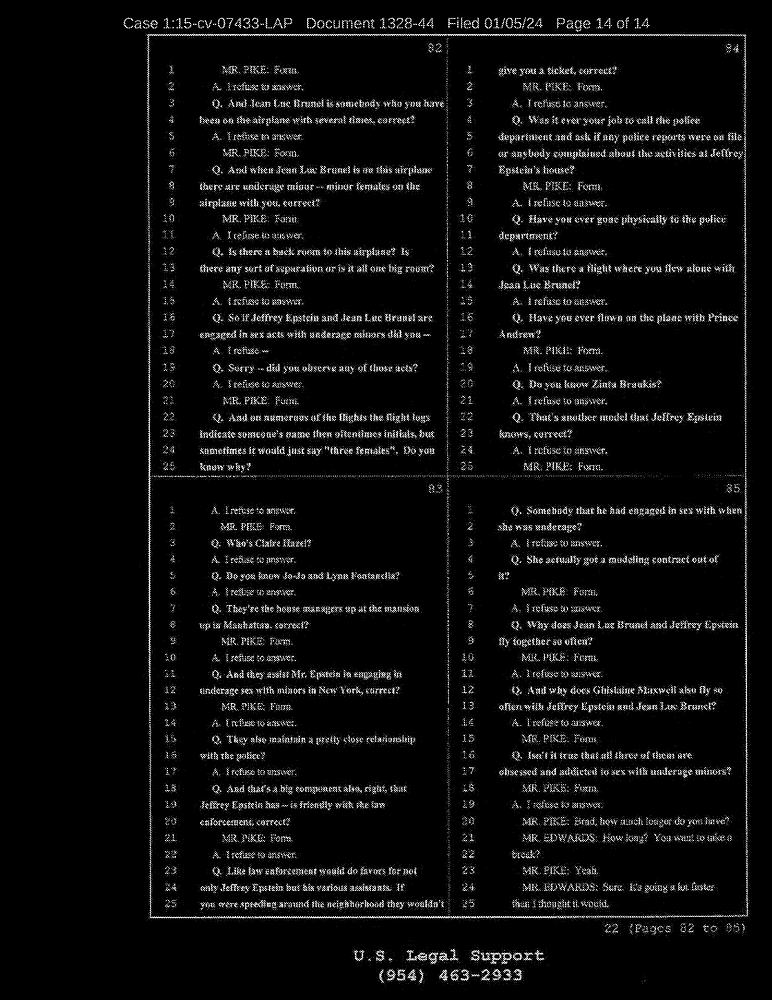 Case 1:15-cv-07433-LAP Document 1328-44 Filed 01/05/24 Page 14 of 14
82
1 MR. PIKE: Form.
2 A. I refuse to answer.
3 Q. And Jean Luc Brunel is somebody who you have
4 been on the airplane with several times, correct?
5 A. I refuse to answer.
6 MR. PIKE: Form.
7 Q. And when Jean Luc Brunel is on this airplane
8 there are underage minor -- minor females on the
9 airplane with you, correct?
10 MR. PIKE: Form.
11 A. I refuse to answer.
12 Q. Is there a back room to this airplane? Is
13 there any sort of separation or is it all one big room?
14 MR. PIKE: Form.
15 A. I refuse to answer.
16 Q. So if Jeffrey Epstein and Jean Luc Brunel are
17 engaged in sex acts with underage minors did you --
18 A. I refuse --
19 Q. Sorry -- did you observe any of those acts?
20 A. I refuse to answer.
21 MR. PIKE: Form.
22 Q. And on numerous of the flights the flight logs
23 indicate someone's name then oftentimes initials, but
24 sometimes it would just say "three females". Do you
25 know why?
83
1 A. I refuse to answer.
2 MR. PIKE: Form.
3 Q. Who's Claire Hazel?
4 A. I refuse to answer.
5 Q. Do you know Jo-Jo and Lynn Fontanella?
6 A. I refuse to answer.
7 Q. They're the house managers up at the mansion
8 up in Manhattan, correct?
9 MR. PIKE: Form.
10 A. I refuse to answer.
11 Q. And they assist Mr. Epstein in engaging in
12 underage sex with minors in New York, correct?
13 MR. PIKE: Form.
14 A. I refuse to answer.
15 Q. They also maintain a pretty close relationship
16 with the police?
17 A. I refuse to answer.
18 Q. And that's a big component also, right, that
19 Jeffrey Epstein has -- is friendly with the law
20 enforcement, correct?
21 MR. PIKE: Form.
22 A. I refuse to answer.
23 Q. Like law enforcement would do favors for not
24 only Jeffrey Epstein but his various assistants. If
25 you were speeding around the neighborhood they wouldn't
84
1 give you a ticket, correct?
2 MR. PIKE: Form.
3 A. I refuse to answer.
4 Q. Was it ever your job to call the police
5 department and ask if any police reports were on file
6 or anybody complained about the activities at Jeffrey
7 Epstein's house?
8 MR. PIKE: Form.
9 A. I refuse to answer.
10 Q. Have you ever gone physically to the police
11 department?
12 A. I refuse to answer.
13 Q. Was there a flight where you flew alone with
14 Jean Luc Brunel?
15 A. I refuse to answer.
16 Q. Have you ever flown on the plane with Prince
17 Andrew?
18 MR. PIKE: Form.
19 A. I refuse to answer.
20 Q. Do you know Zinta Braukis?
21 A. I refuse to answer.
22 Q. That's another model that Jeffrey Epstein
23 knows, correct?
24 A. I refuse to answer.
25 MR. PIKE: Form.
85
1 Q. Somebody that he had engaged in sex with when
2 she was underage?
3 A. I refuse to answer.
4 Q. She actually got a modeling contract out of
5 it?
6 MR. PIKE: Form.
7 A. I refuse to answer.
8 Q. Why does Jean Luc Brunel and Jeffrey Epstein
9 fly together so often?
10 MR. PIKE: Form.
11 A. I refuse to answer.
12 Q. And why does Ghislaine Maxwell also fly so
13 often with Jeffrey Epstein and Jean Luc Brunel?
14 A. I refuse to answer.
15 MR. PIKE: Form.
16 Q. Isn't it true that all three of them are
17 obsessed and addicted to sex with underage minors?
18 MR. PIKE: Form.
19 A. I refuse to answer.
20 MR. PIKE: Brad, how much longer do you have?
21 MR. EDWARDS: How long? You want to take a
22 break?
23 MR. PIKE: Yeah.
24 MR. EDWARDS: Sure. It's going a lot faster
25 than I thought it would.
22 (Pages 82 to 85)
U.S. Legal Support
(954) 463-2933